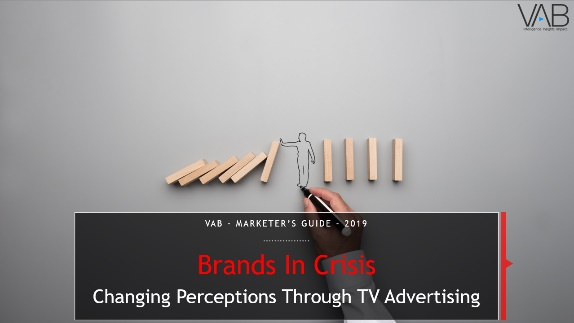 VAB
VAB - MARKETER'S GUIDE - 2019
Brands In Crisis
Changing Perceptions Through TV Advertising